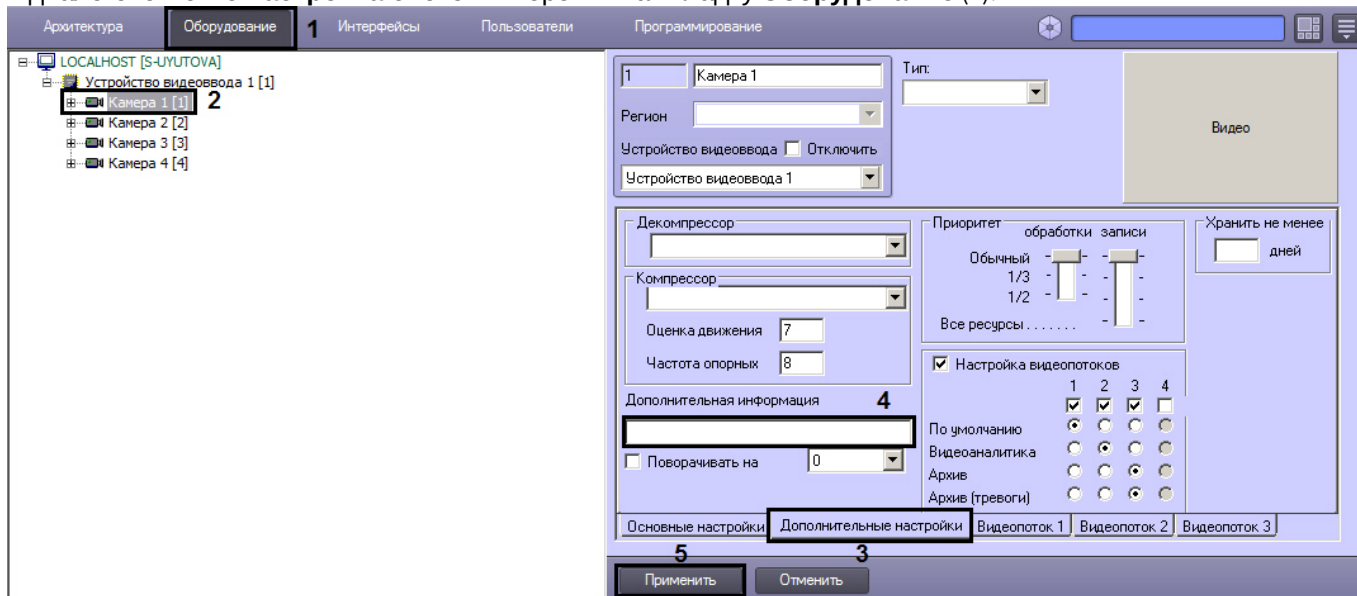 Архитектура Оборудование 1 Интерфейсы Пользователи Программирование
LOCALHOST [S-UYUTOVA]
Устройство видеоввода 1 [1]
Камера 1 [1] 2
Камера 2 [2]
Камера 3 [3]
Камера 4 [4]
1 Камера 1
Тип:
Регион
Устройство видеоввода Отключить
Устройство видеоввода 1
Видео
Декомпрессор
Компрессор
Оценка движения 7
Частота опорных 8
Дополнительная информация 4
Поворачивать на 0
Приоритет
обработки записи
Обычный
1/3
1/2
Все ресурсы . . . . . . .
Хранить не менее
дней
Настройка видеопотоков
1 2 3 4
По умолчанию
Видеоаналитика
Архив
Архив (тревоги)
Основные настройки Дополнительные настройки Видеопоток 1 Видеопоток 2 Видеопоток 3
5 3
Применить Отменить